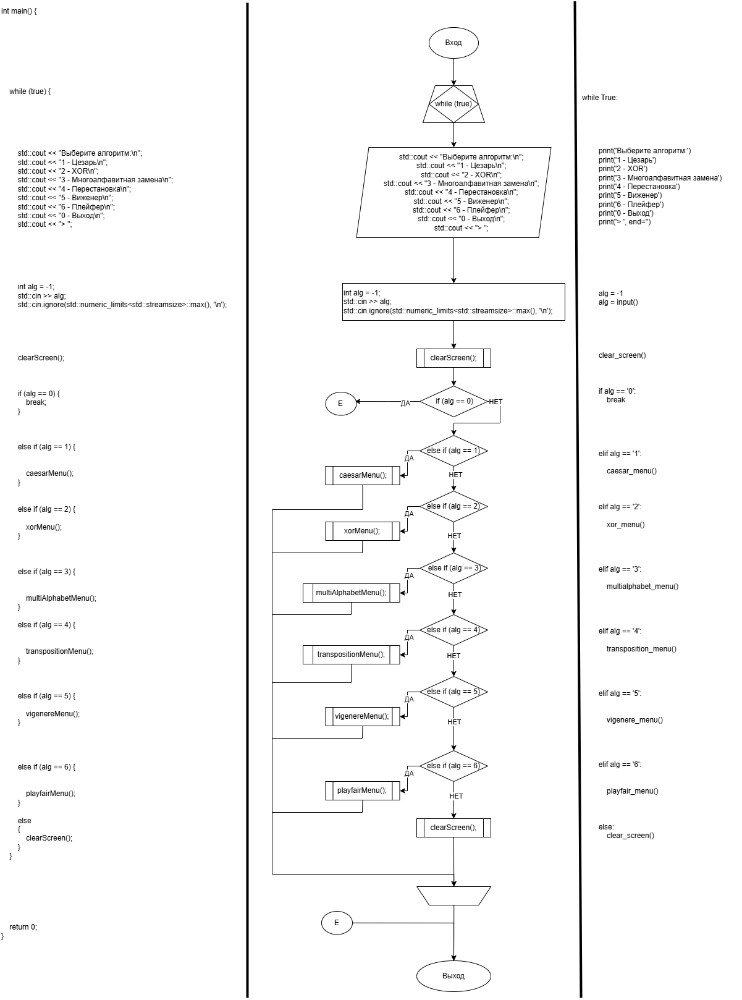 int main() {
while (true) {
std::cout << "Выберите алгоритм:\n";
std::cout << "1 - Цезарь\n";
std::cout << "2 - XOR\n";
std::cout << "3 - Многоалфавитная замена\n";
std::cout << "4 - Перестановка\n";
std::cout << "5 - Виженер\n";
std::cout << "6 - Плейфер\n";
std::cout << "0 - Выход\n";
std::cout << "> ";
int alg = -1;
std::cin >> alg;
std::cin.ignore(std::numeric_limits<std::streamsize>::max(), '\n');
clearScreen();
if (alg == 0) {
break;
}
else if (alg == 1) {
caesarMenu();
}
else if (alg == 2) {
xorMenu();
}
else if (alg == 3) {
multiAlphabetMenu();
}
else if (alg == 4) {
transpositionMenu();
}
else if (alg == 5) {
vigenereMenu();
}
else if (alg == 6) {
playfairMenu();
}
else
{
clearScreen();
}
}
return 0;
}
Вход
while (true)
std::cout << "Выберите алгоритм:\n";
std::cout << "1 - Цезарь\n";
std::cout << "2 - XOR\n";
std::cout << "3 - Многоалфавитная замена\n";
std::cout << "4 - Перестановка\n";
std::cout << "5 - Виженер\n";
std::cout << "6 - Плейфер\n";
std::cout << "0 - Выход\n";
std::cout << "> ";
int alg = -1;
std::cin >> alg;
std::cin.ignore(std::numeric_limits<std::streamsize>::max(), '\n');
clearScreen();
if (alg == 0)
ДА
НЕТ
E
else if (alg == 1)
ДА
caesarMenu();
НЕТ
else if (alg == 2)
ДА
xorMenu();
НЕТ
else if (alg == 3)
ДА
multiAlphabetMenu();
НЕТ
else if (alg == 4)
ДА
transpositionMenu();
НЕТ
else if (alg == 5)
ДА
vigenereMenu();
НЕТ
else if (alg == 6)
ДА
playfairMenu();
НЕТ
clearScreen();
E
Выход
while True:
print('Выберите алгоритм:')
print('1 - Цезарь')
print('2 - XOR')
print('3 - Многоалфавитная замена')
print('4 - Перестановка')
print('5 - Виженер')
print('6 - Плейфер')
print('0 - Выход')
print('> ', end='')
alg = -1
alg = input()
clear_screen()
if alg == '0':
break
elif alg == '1':
caesar_menu()
elif alg == '2':
xor_menu()
elif alg == '3':
multialphabet_menu()
elif alg == '4':
transposition_menu()
elif alg == '5':
vigenere_menu()
elif alg == '6':
playfair_menu()
else:
clear_screen()